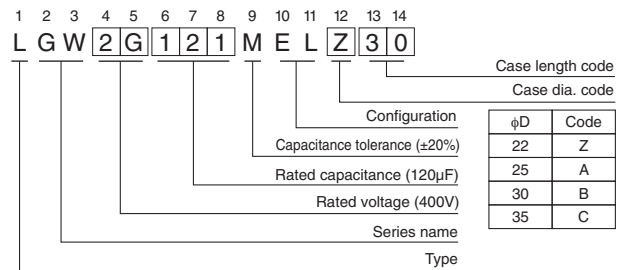 1 2 3 4 5 6 7 8 9 10 11 12 13 14
L G W 2 G 1 2 1 M E L Z 3 0
Case length code
Case dia. code
Configuration
Capacitance tolerance (±20%)
Rated capacitance (120µF)
Rated voltage (400V)
Series name
Type
ϕD Code
22 Z
25 A
30 B
35 C